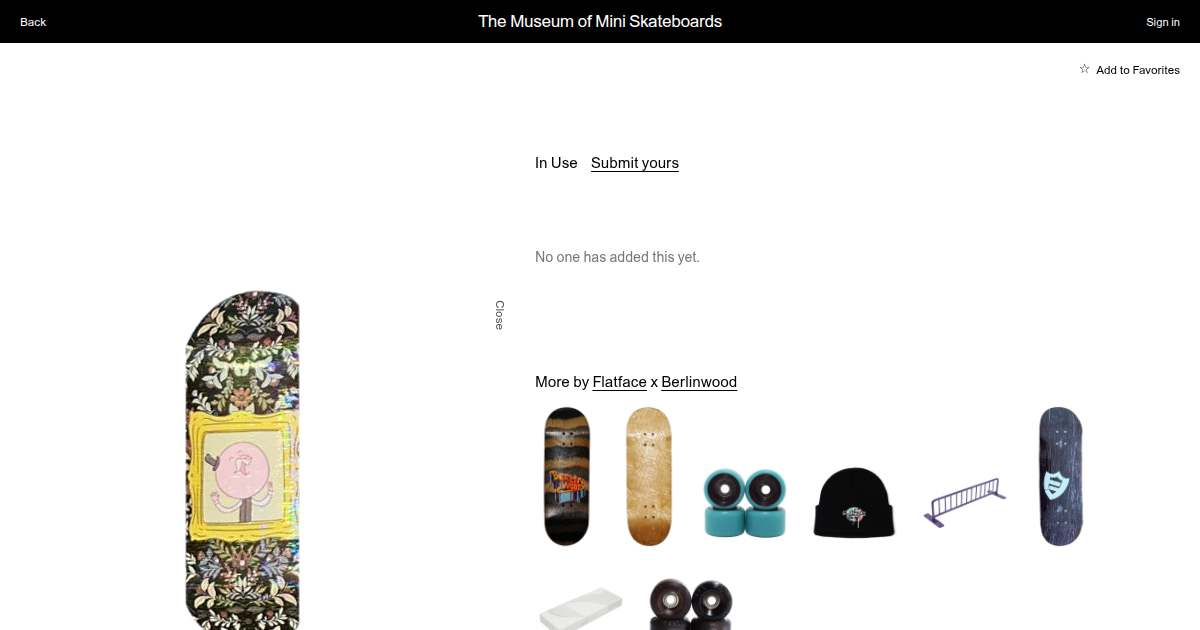 Back
The Museum of Mini Skateboards
Sign in
☆ Add to Favorites
In Use Submit yours
No one has added this yet.
Close
More by Flatface x Berlinwood